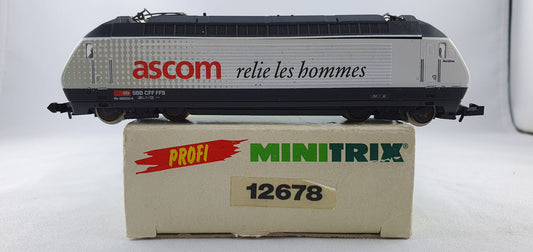 ascom relie les hommes
SBB CFF FFS
PROFI MINITRIX
12678